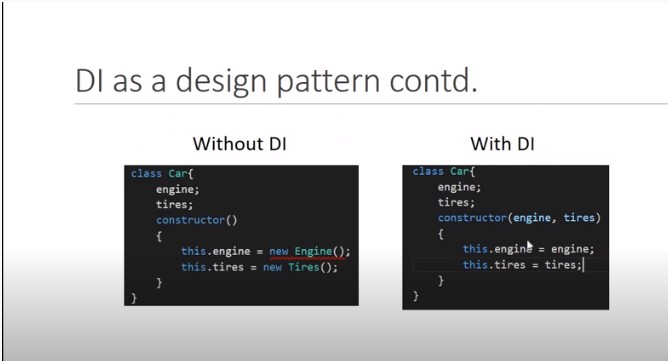 DI as a design pattern contd.
Without DI
class Car{
engine;
tires;
constructor()
{
this.engine = new Engine();
this.tires = new Tires();
}
}
With DI
class Car{
engine;
tires;
constructor(engine, tires)
{
this.engine = engine;
this.tires = tires;
}
}